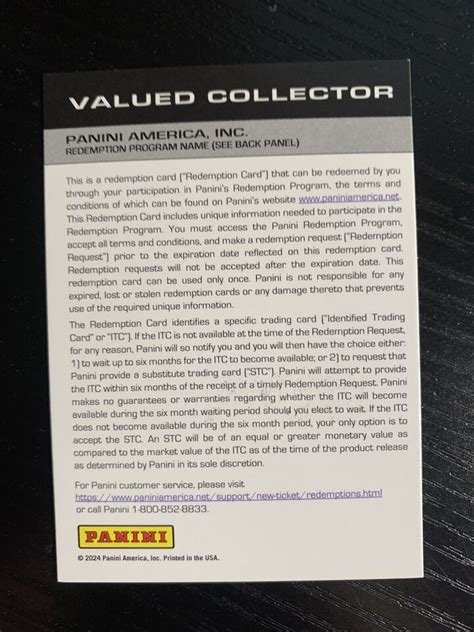 VALUED COLLECTOR
PANINI AMERICA, INC.
REDEMPTION PROGRAM NAME (SEE BACK PANEL)
This is a redemption card ("Redemption Card") that can be redeemed by you
through your participation in Panini's Redemption Program, the terms and
conditions of which can be found on Panini's website www.paniniamerica.net.
This Redemption Card includes unique information needed to participate in the
Redemption Program. You must access the Panini Redemption Program,
accept all terms and conditions, and make a redemption request ("Redemption
Request") prior to the expiration date reflected on this redemption card.
Redemption requests will not be accepted after the expiration date. This
redemption card can be used only once. Panini is not responsible for any
expired, lost or stolen redemption cards or any damage thereto that prevents
use of the required unique information.
The Redemption Card identifies a specific trading card ("Identified Trading
Card" or "ITC"). If the ITC is not available at the time of the Redemption Request,
for any reason, Panini will so notify you and you will then have the choice either:
1) to wait up to six months for the ITC to become available; or 2) to request that
Panini provide a substitute trading card ("STC"). Panini will attempt to provide
the ITC within six months of the receipt of a timely Redemption Request. Panini
makes no guarantees or warranties regarding whether the ITC will become
available during the six month waiting period should you elect to wait. If the ITC
does not become available during the six month period, your only option is to
accept the STC. An STC will be of an equal or greater monetary value as
compared to the market value of the ITC as of the time of the product release
as determined by Panini in its sole discretion.
For Panini customer service, please visit
https://www.paniniamerica.net/support/new-ticket/redemptions.html
or call Panini 1-800-852-8833.
PANINI
© 2024 Panini America, Inc. Printed in the USA.